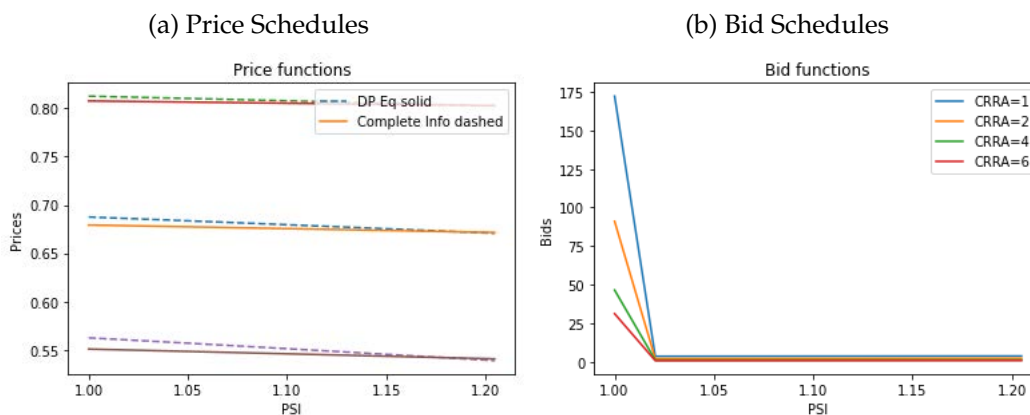 (a) Price Schedules
(b) Bid Schedules
Price functions
0.80
0.75
0.70
0.65
0.60
0.55
Prices
1.00
1.05
1.10
1.15
1.20
PSI
DP Eq solid
Complete Info dashed
Bid functions
175
150
125
100
75
50
25
0
Bids
1.00
1.05
1.10
1.15
1.20
PSI
CRRA=1
CRRA=2
CRRA=4
CRRA=6